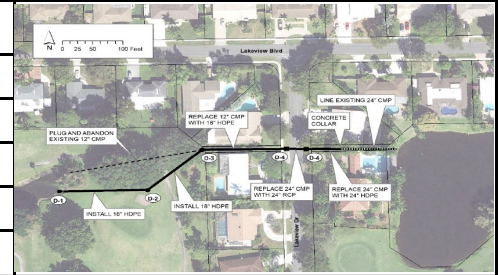 N
0 25 50 100 Feet
Lakeview Blvd
LINE EXISTING 24" CMP
REPLACE 12" CMP
WITH 18" HDPE
CONCRETE
COLLAR
PLUG AND ABANDON
EXISTING 12" CMP
D-3
D-4
D-4
REPLACE 24" CMP
WITH 24" RCP
REPLACE 24" CMP
WITH 24" HDPE
D-1
D-2
INSTALL 18" HDPE
INSTALL 18" HDPE
Lakeview Dr